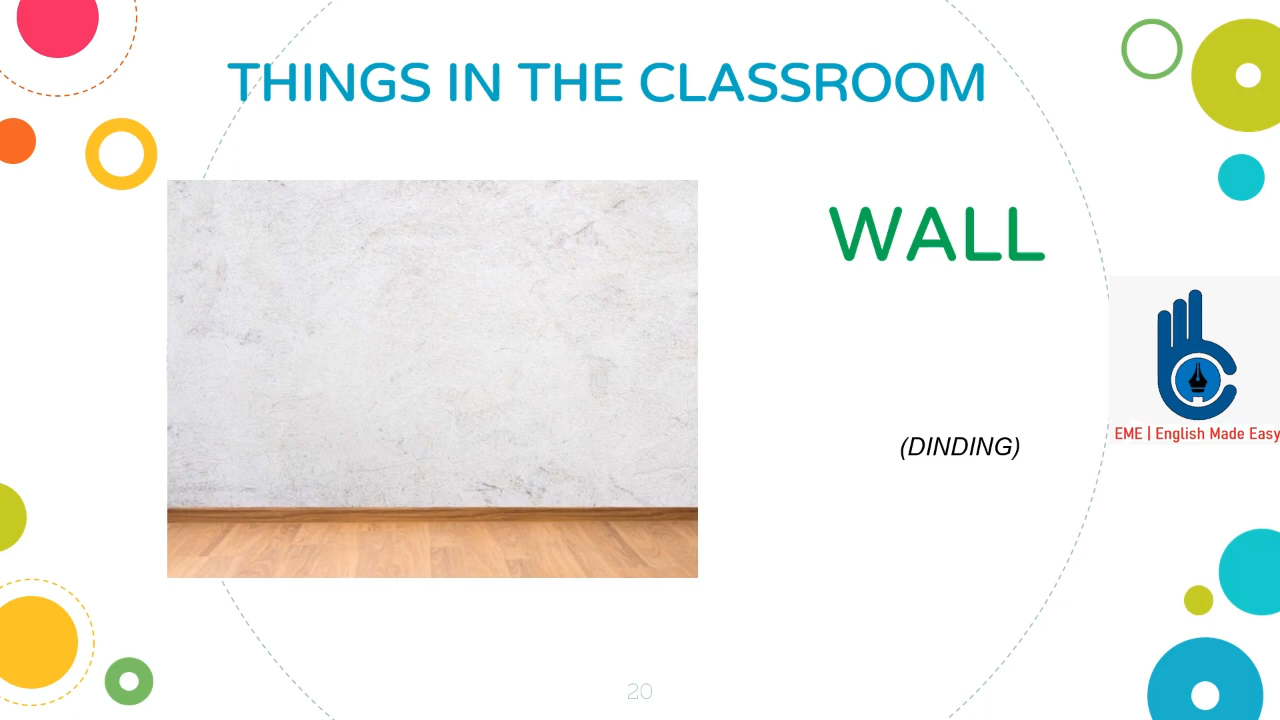 THINGS IN THE CLASSROOM
WALL
(DINDING)
EME | English Made Easy
20